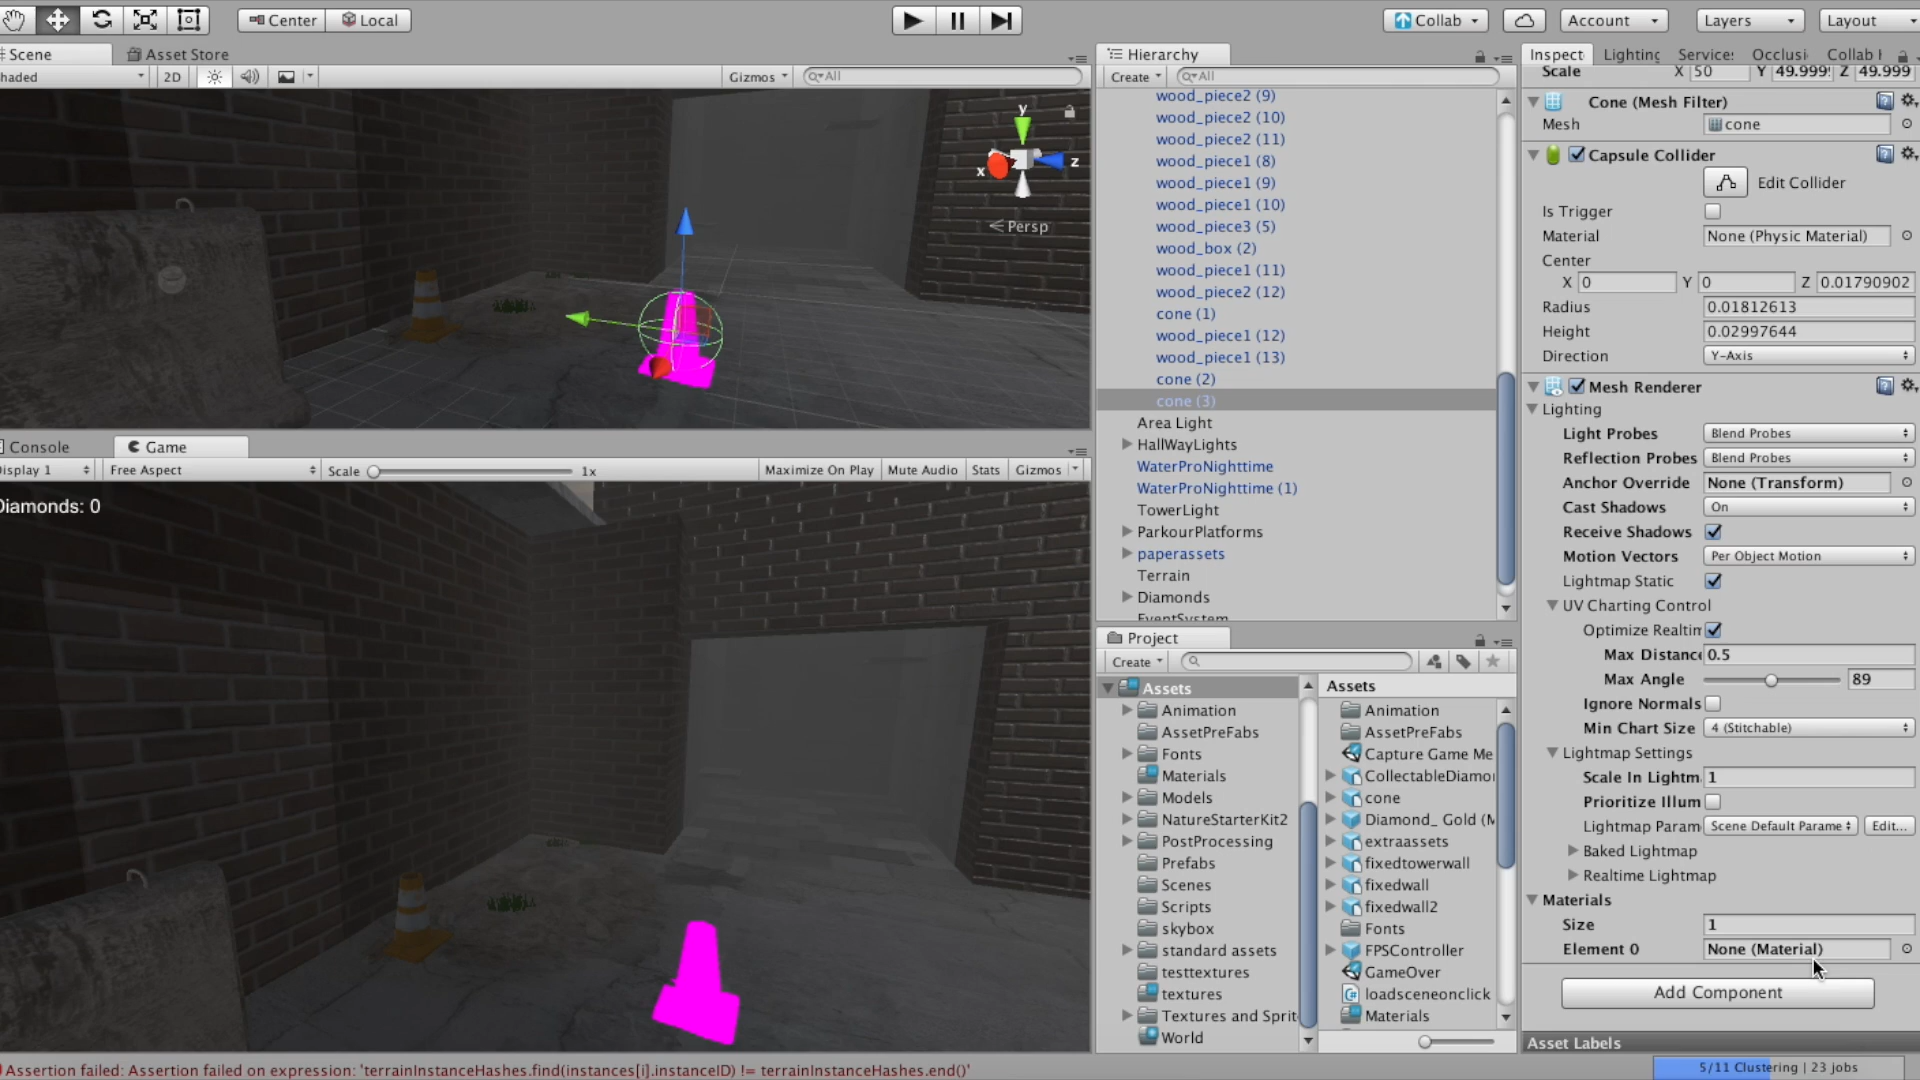 Center
Local
Collab
Account
Layers
Layout
Scene
Asset Store
haded
2D
Gizmos
All
y
x
z
Persp
Console
Game
isplay 1
Free Aspect
Scale
1x
Maximize On Play
Mute Audio
Stats
Gizmos
iamonds: 0
Hierarchy
Create
All
wood_piece2 (9)
wood_piece2 (10)
wood_piece2 (11)
wood_piece1 (8)
wood_piece1 (9)
wood_piece1 (10)
wood_piece3 (5)
wood_box (2)
wood_piece1 (11)
wood_piece2 (12)
cone (1)
wood_piece1 (12)
wood_piece1 (13)
cone (2)
cone (3)
Area Light
HallWayLights
WaterProNighttime
WaterProNighttime (1)
TowerLight
ParkourPlatforms
paperassets
Terrain
Diamonds
EventSystem
Project
Create
Assets
Animation
AssetPreFabs
Fonts
Materials
Models
NatureStarterKit2
PostProcessing
Prefabs
Scenes
Scripts
skybox
standard assets
testtextures
textures
Textures and Sprit
World
Assets
Animation
AssetPreFabs
Capture Game Me
CollectableDiamo
cone
Diamond_ Gold (M
extraassets
fixedtowerwall
fixedwall
fixedwall2
Fonts
FPSController
GameOver
loadsceneonclick
Materials
Inspect
Lighting
Service
Occlusi
Collab H
Scale X 50 Y 49.999 Z 49.999
Cone (Mesh Filter)
Mesh cone
Capsule Collider
Edit Collider
Is Trigger
Material None (Physic Material)
Center
X 0 Y 0 Z 0.01790902
Radius 0.01812613
Height 0.02997644
Direction Y-Axis
Mesh Renderer
Lighting
Light Probes Blend Probes
Reflection Probes Blend Probes
Anchor Override None (Transform)
Cast Shadows On
Receive Shadows
Motion Vectors Per Object Motion
Lightmap Static
UV Charting Control
Optimize Realtim
Max Distanc 0.5
Max Angle 89
Ignore Normals
Min Chart Size 4 (Stitchable)
Lightmap Settings
Scale In Lightm 1
Prioritize Illum
Lightmap Param Scene Default Parame Edit...
Baked Lightmap
Realtime Lightmap
Materials
Size 1
Element 0 None (Material)
Add Component
Asset Labels
Assertion failed: Assertion failed on expression: 'terrainInstanceHashes.find(instances[i].instanceID) != terrainInstanceHashes.end()'
5/11 Clustering | 23 jobs